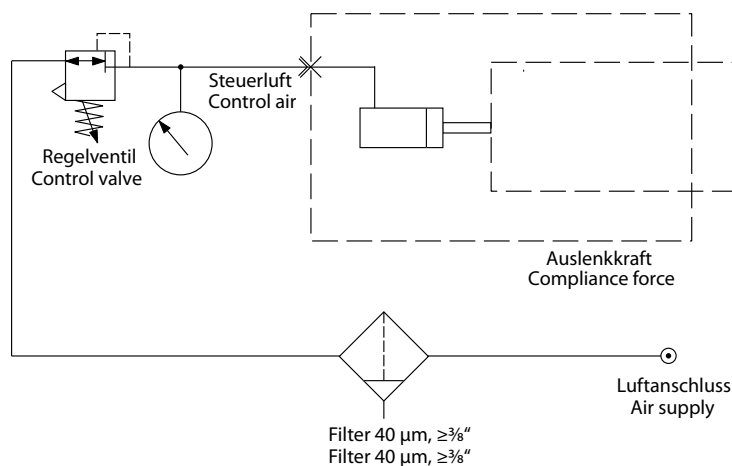 Steuerluft
Control air
Regelventil
Control valve
Auslenkkraft
Compliance force
Luftanschluss
Air supply
Filter 40 µm, ≥⅜“
Filter 40 µm, ≥⅜“